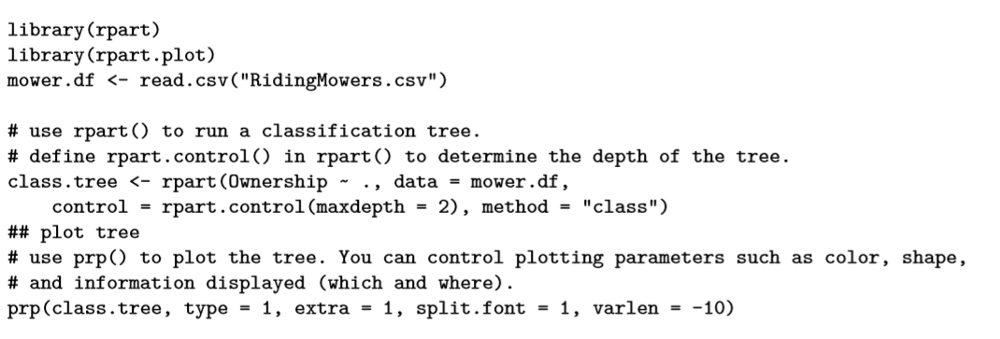 library(rpart)
library(rpart.plot)
mower.df <- read.csv("RidingMowers.csv")

# use rpart() to run a classification tree.
# define rpart.control() in rpart() to determine the depth of the tree.
class.tree <- rpart(Ownership ~ ., data = mower.df,
    control = rpart.control(maxdepth = 2), method = "class")
## plot tree
# use prp() to plot the tree. You can control plotting parameters such as color, shape,
# and information displayed (which and where).
prp(class.tree, type = 1, extra = 1, split.font = 1, varlen = -10)